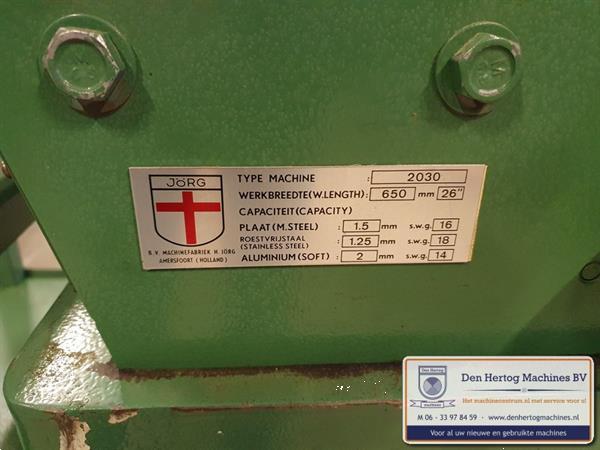 JÖRG
B.V. MACHINEFABRIEK H. JÖRG
AMERSFOORT (HOLLAND)
TYPE MACHINE : 2030
WERKBREEDTE(W.LENGTH): 650 mm 26"
CAPACITEIT(CAPACITY)
PLAAT(M.STEEL) : 1.5 mm s.w.g. 16
ROESTVRIJSTAAL
(STAINLESS STEEL) : 1.25 mm s.w.g. 18
ALUMINIUM(SOFT) : 2 mm s.w.g. 14
Den Hertog
machines
Den Hertog Machines BV
Het machinecentrum.nl met service voor u!
M 06 - 33 97 84 59 · www.denhertogmachines.nl
Voor al uw nieuwe en gebruikte machines